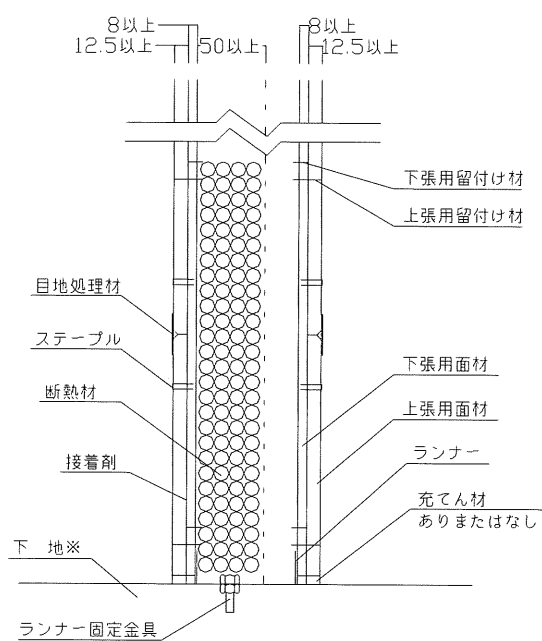 8以上
12.5以上
50以上
8以上
12.5以上
下張用留付け材
上張用留付け材
目地処理材
ステープル
断熱材
接着剤
下張用面材
上張用面材
ランナー
充てん材
ありまたはなし
下 地※
ランナー固定金具